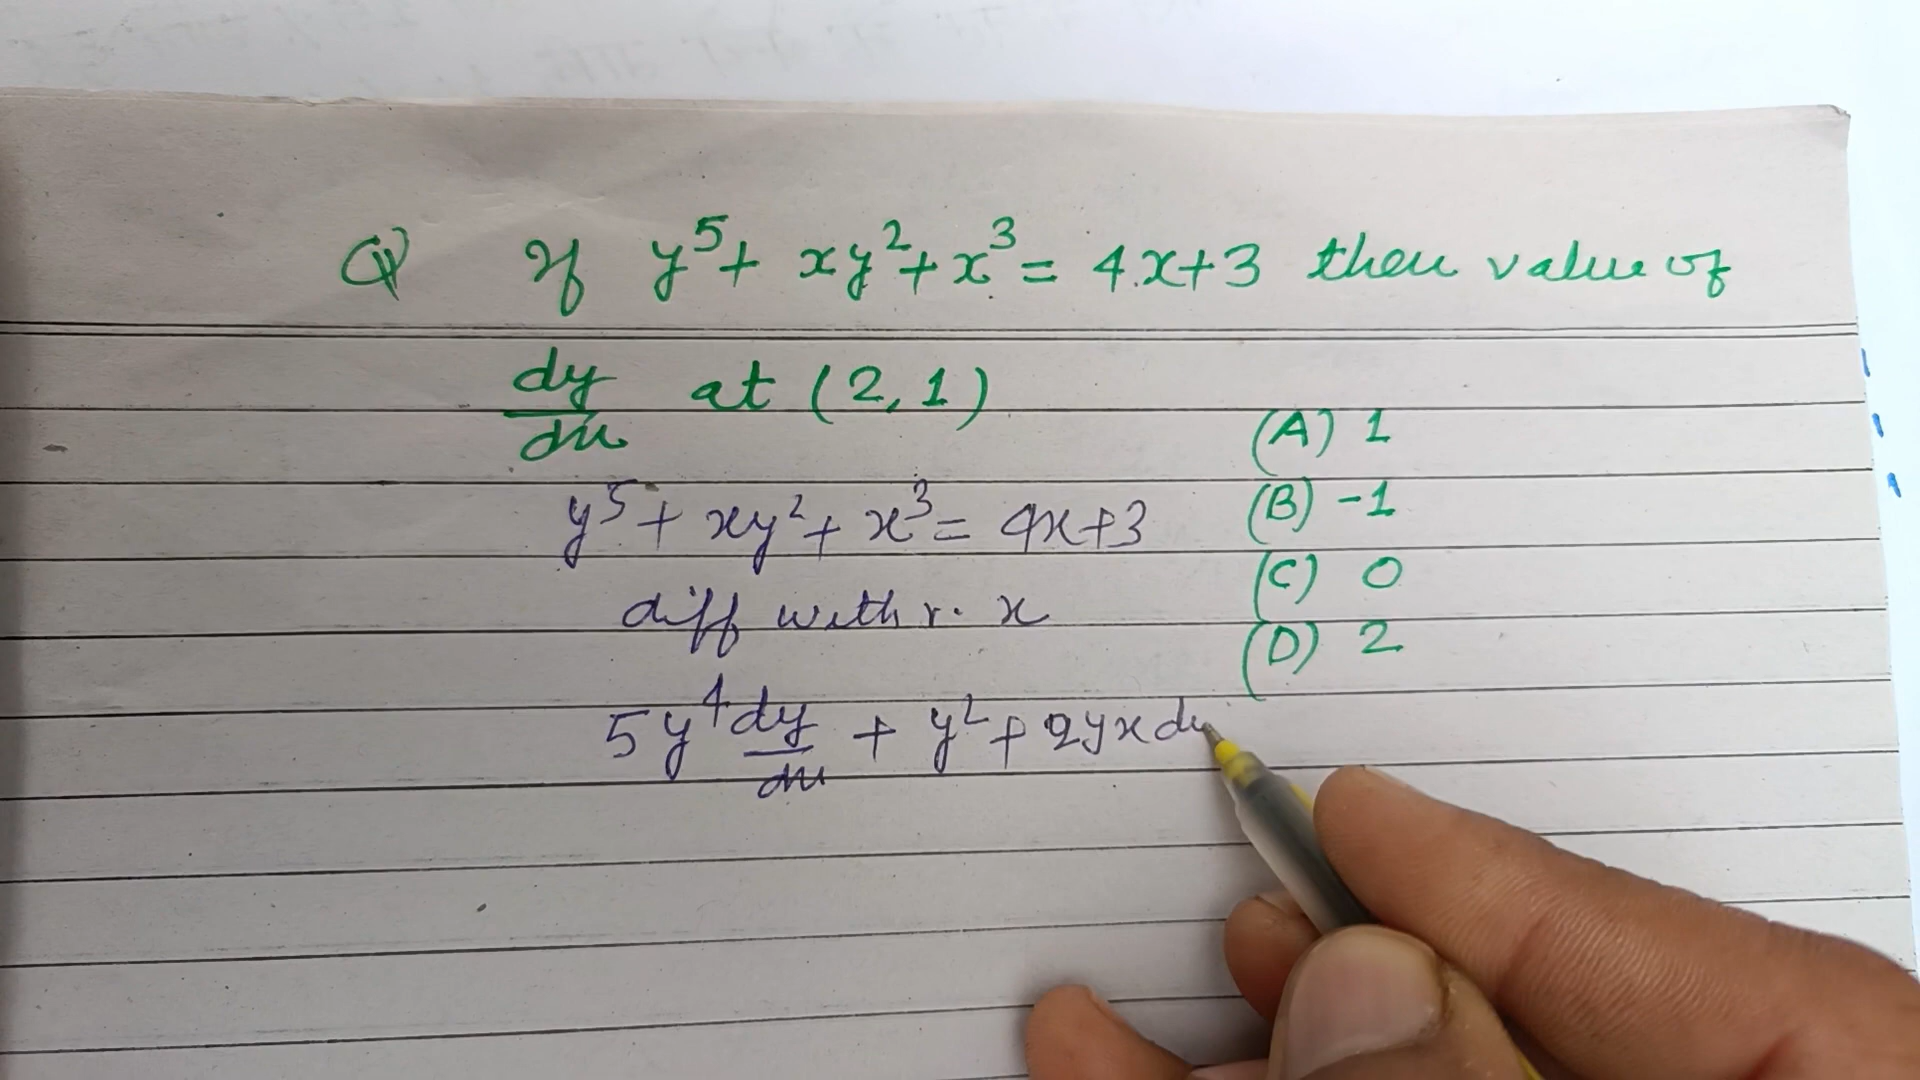 Q If y⁵ + xy² + x³ = 4x+3 then value of
dy/dx at (2,1)
(A) 1
y⁵ + xy² + x³ = 4x+3
(B) -1
(C) 0
diff with r. x
(D) 2
5y⁴ dy/dx + y² + 2yx dy